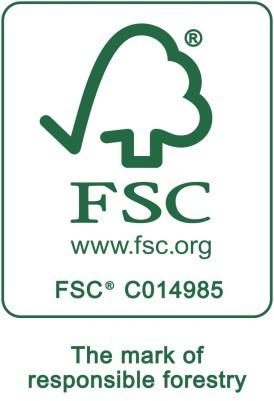 ®
FSC
www.fsc.org
FSC® C014985
The mark of
responsible forestry